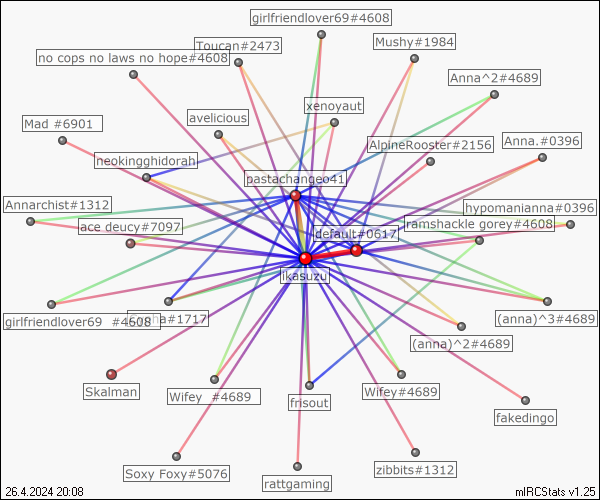 girlfriendlover69#4608
Toucan#2473
Mushy#1984
no cops no laws no hope#4608
Anna^2#4689
xenoyaut
avelicious
Mad #6901
AlpineRooster#2156
Anna.#0396
neokingghidorah
pastachangeo41
Annarchist#1312
hypomanianna#0396
ace deucy#7097
ramshackle gorey#4608
default#0617
ikasuzu
girlfriendlover69 #4608
#1717
(anna)^3#4689
(anna)^2#4689
Skalman
Wifey #4689
frisout
Wifey#4689
fakedingo
Soxy Foxy#5076
rattgaming
zibbits#1312
26.4.2024 20:08
mIRCStats v1.25